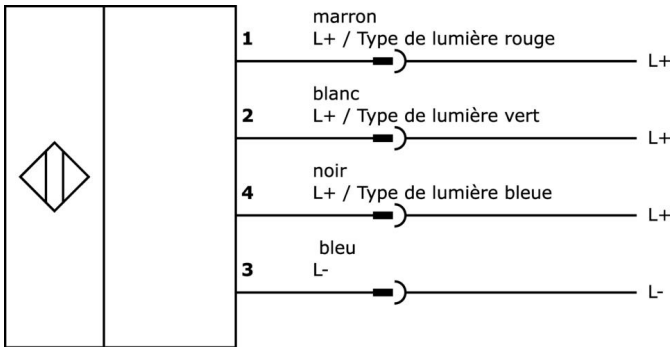 marron
1 L+ / Type de lumière rouge L+
blanc
2 L+ / Type de lumière vert L+
noir
4 L+ / Type de lumière bleue L+
bleu
3 L- L-